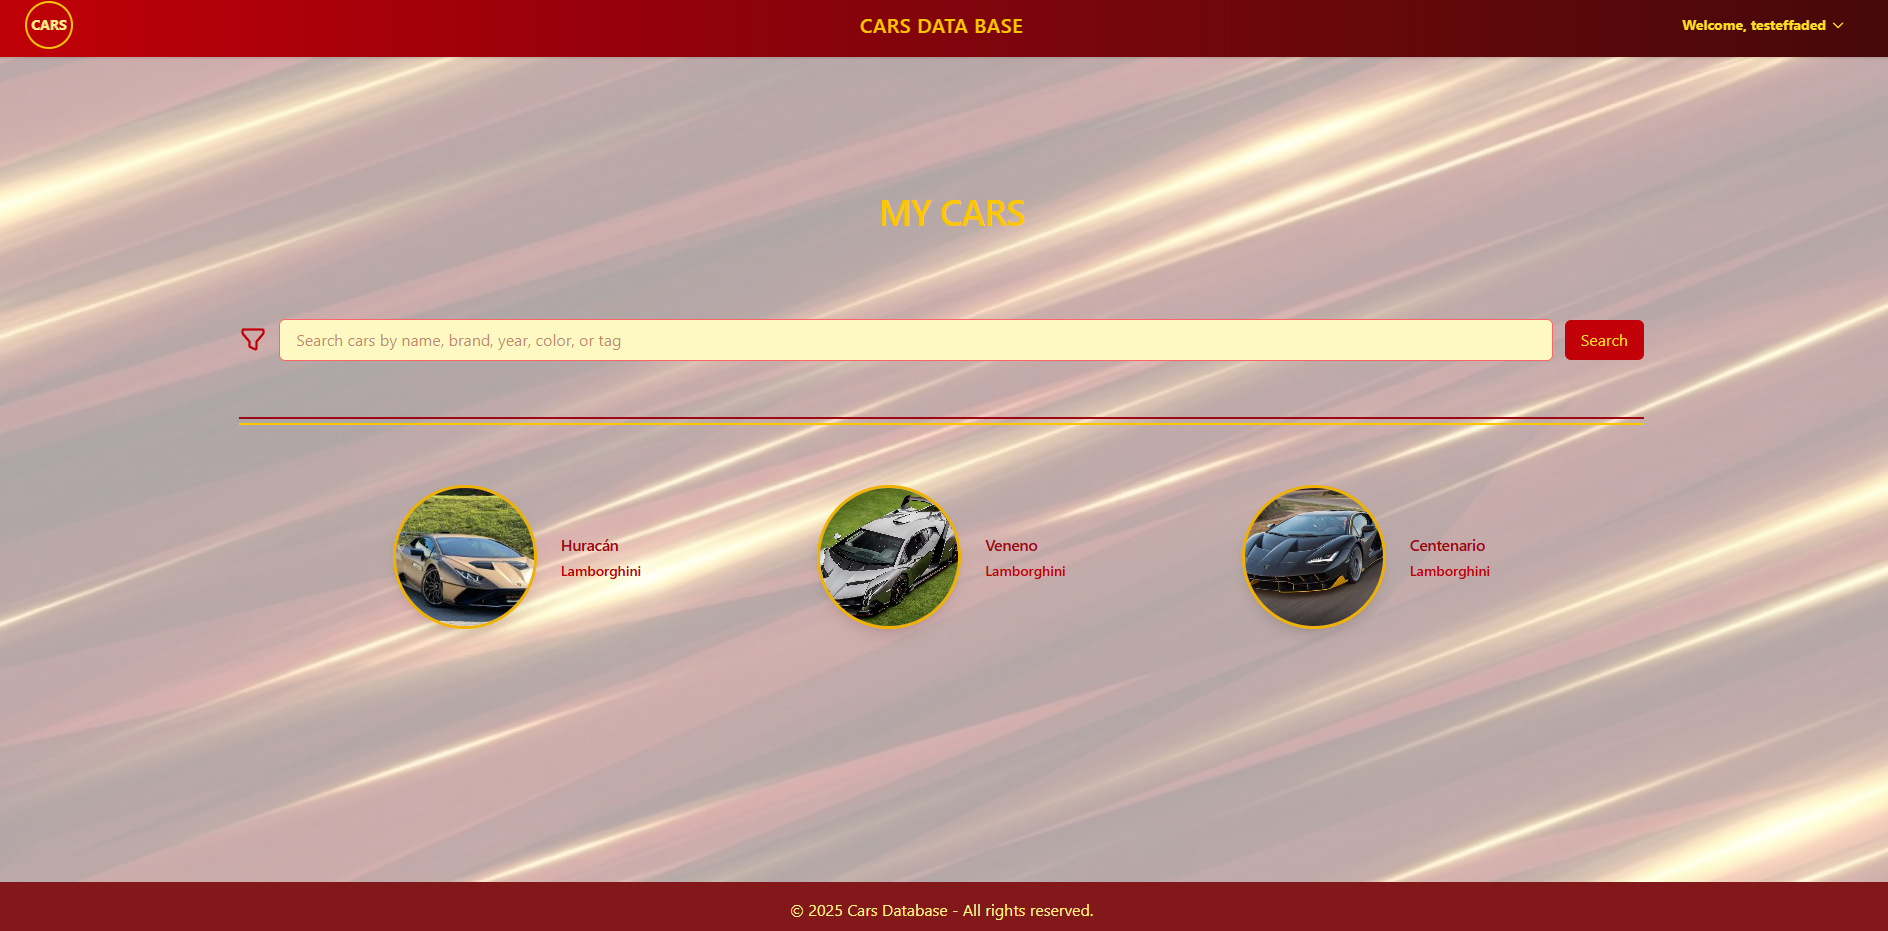 CARS
CARS DATA BASE
Welcome, testeffaded
MY CARS
Search cars by name, brand, year, color, or tag
Search
Huracán
Lamborghini
Veneno
Lamborghini
Centenario
Lamborghini
© 2025 Cars Database - All rights reserved.